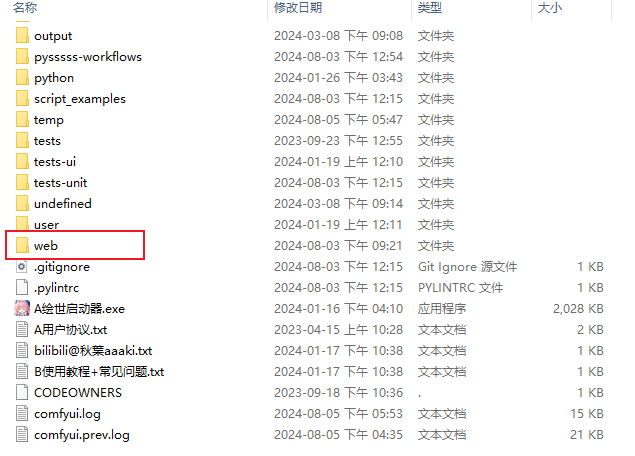 名称 修改日期 类型 大小
output 2024-03-08 下午 09:08 文件夹
pysssss-workflows 2024-08-03 下午 12:54 文件夹
python 2024-01-26 下午 03:43 文件夹
script_examples 2024-08-03 下午 12:15 文件夹
temp 2024-08-05 下午 05:47 文件夹
tests 2023-09-23 下午 12:55 文件夹
tests-ui 2024-01-19 上午 12:10 文件夹
tests-unit 2024-08-03 下午 12:15 文件夹
undefined 2024-03-08 下午 09:14 文件夹
user 2024-01-19 上午 12:11 文件夹
web 2024-08-03 下午 09:21 文件夹
.gitignore 2024-08-03 下午 12:15 Git Ignore 源文件 1 KB
.pylintrc 2024-08-03 下午 12:15 PYLINTRC 文件 1 KB
A绘世启动器.exe 2024-01-16 下午 04:10 应用程序 2,028 KB
A用户协议.txt 2023-04-15 上午 10:28 文本文档 2 KB
bilibili@秋葉aaaki.txt 2024-01-17 下午 10:38 文本文档 1 KB
B使用教程+常见问题.txt 2024-01-17 下午 10:38 文本文档 1 KB
CODEOWNERS 2023-09-18 下午 10:36 . 1 KB
comfyui.log 2024-08-05 下午 05:53 文本文档 15 KB
comfyui.prev.log 2024-08-05 下午 04:35 文本文档 21 KB